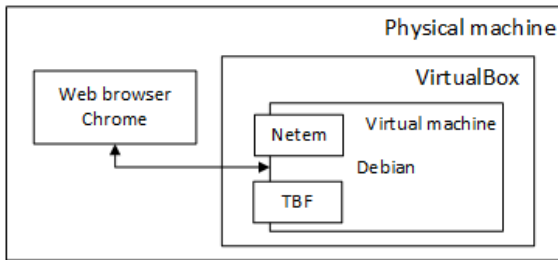 Physical machine
VirtualBox
Web browser
Chrome
Netem
Virtual machine
Debian
TBF